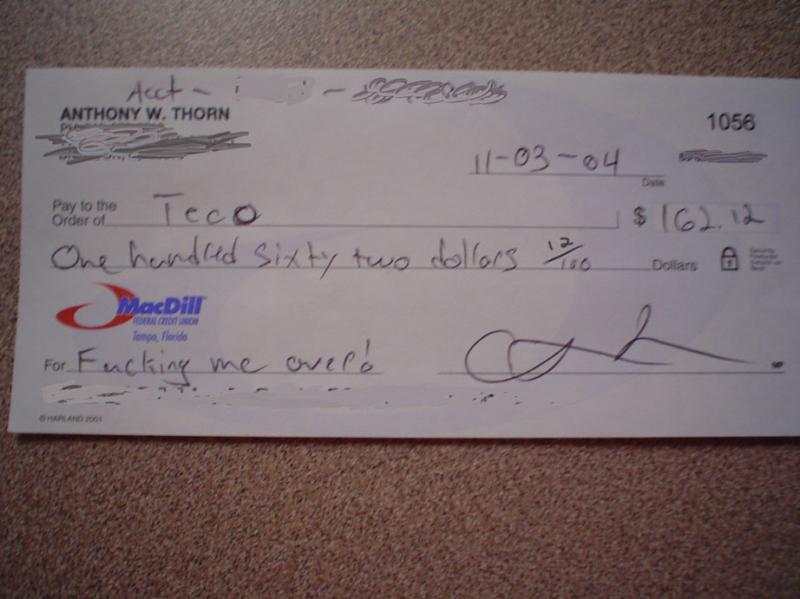 Acct -
ANTHONY W. THORN
1056
11-03-04
Date
Pay to the
Order of Teco $ 162.12
One hundred sixty two dollars 12/100 Dollars
MacDill
FEDERAL CREDIT UNION
Tampa, Florida
For Fucking me over!
MP
© HARLAND 2001